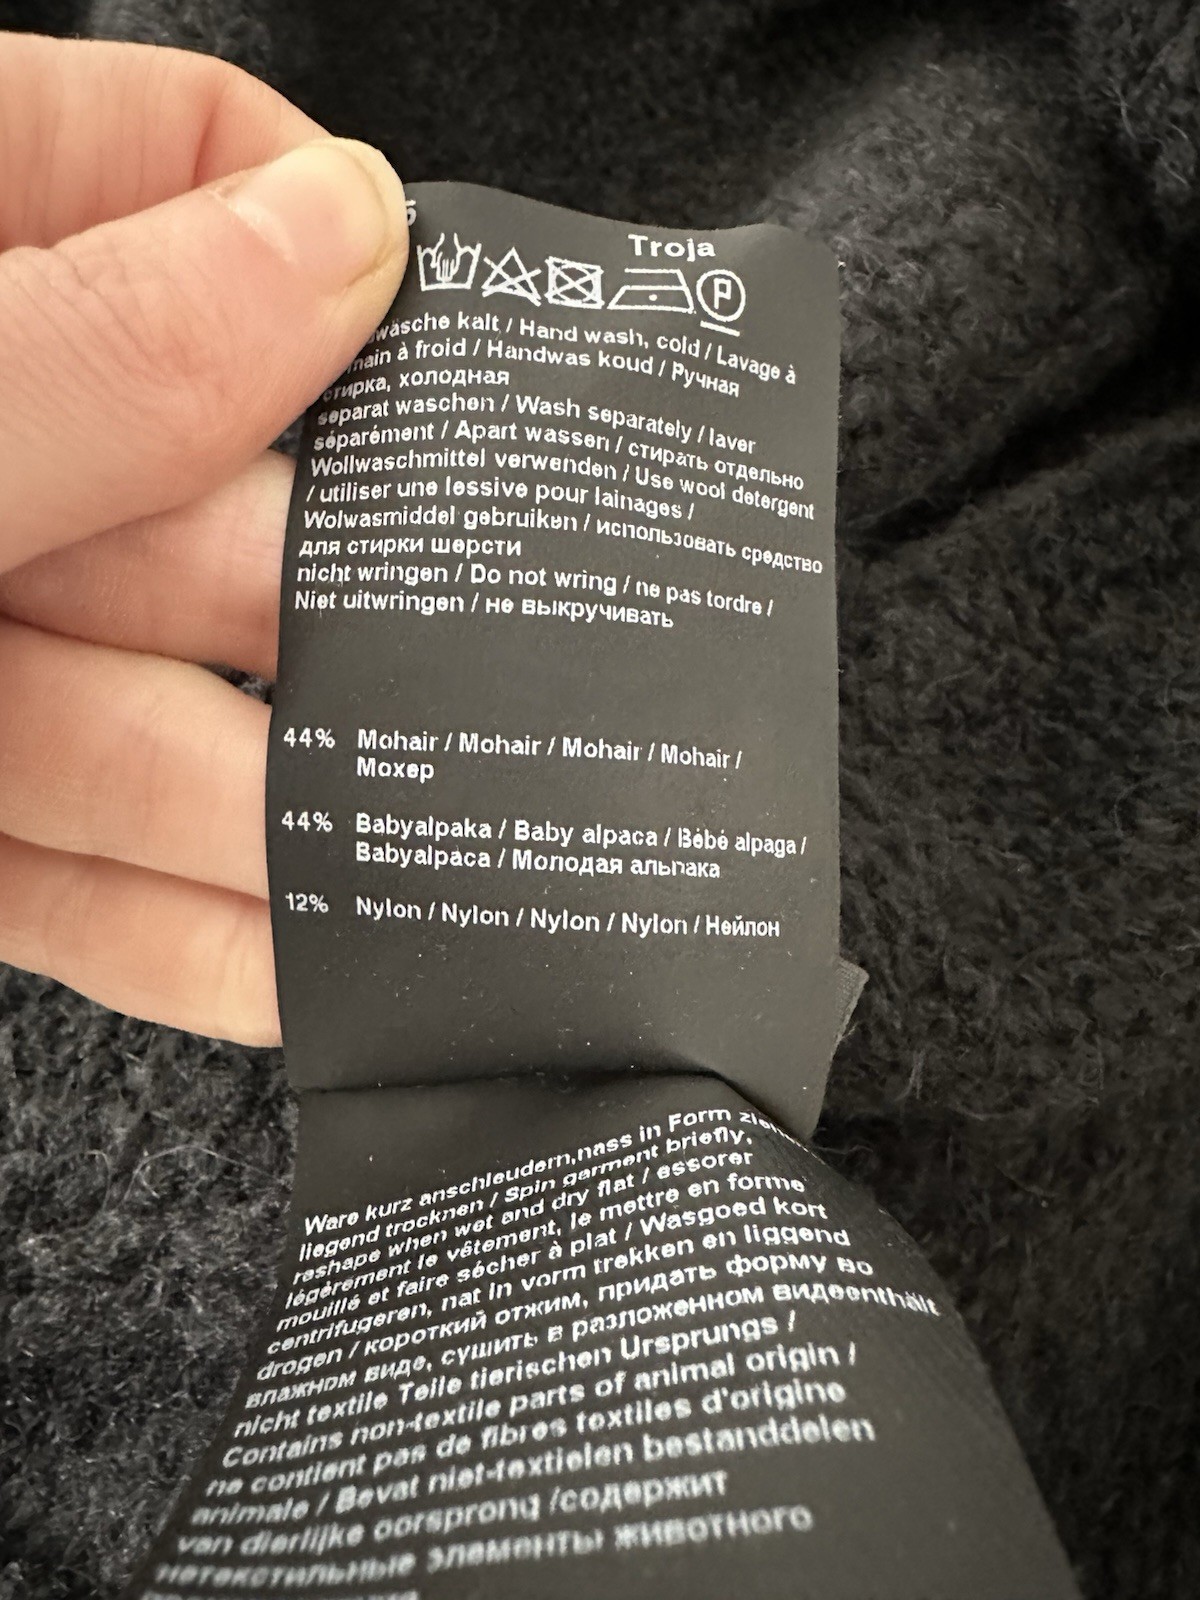 5
Troja
P
wäsche kalt / Hand wash, cold / Lavage à
main à froid / Handwas koud / Ручная
стирка, холодная
separat waschen / Wash separately / laver
séparément / Apart wassen / стирать отдельно
Wollwaschmittel verwenden / Use wool detergent
/ utiliser une lessive pour lainages /
Wolwasmiddel gebruiken / использовать средство
для стирки шерсти
nicht wringen / Do not wring / ne pas tordre /
Niet uitwringen / не выкручивать
44% Mohair / Mohair / Mohair / Mohair /
Мохер
44% Babyalpaka / Baby alpaca / Bébé alpaga /
Babyalpaca / Молодая альпака
12% Nylon / Nylon / Nylon / Nylon / Нейлон
Ware kurz anschleudern,nass in Form
liegend trocknen / Spin garment briefly,
reshape when wet and dry flat / essorer
légèrement le vêtement, le mettre en forme
mouillé et faire sécher à plat / Wasgoed kort
centrifugeren, nat in vorm trekken en liggend
drogen / короткий отжим, придать форму во
влажном виде, сушить в разложенном видеenthält
nicht textile Teile tierischen Ursprungs /
Contains non-textile parts of animal origin /
ne contient pas de fibres textiles d'origine
animale / Bevat niet-textielen bestanddelen
van dierlijke oorsprong /содержит
нетекстильные элементы животного